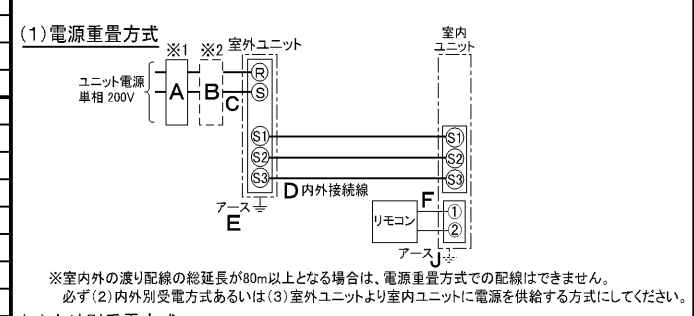 (1)電源重畳方式
※1 ※2 室外ユニット 室内
ユニット
ユニット電源
単相 200V
A B C
R
S
S1 S1
S2 S2
S3 S3
D 内外接続線
アース
E
F
リモコン
1
2
アース J
※室内外の渡り配線の総延長が80m以上となる場合は、電源重畳方式での配線はできません。
必ず(2)内外別受電方式あるいは(3)室外ユニットより室内ユニットに電源を供給する方式にしてください。